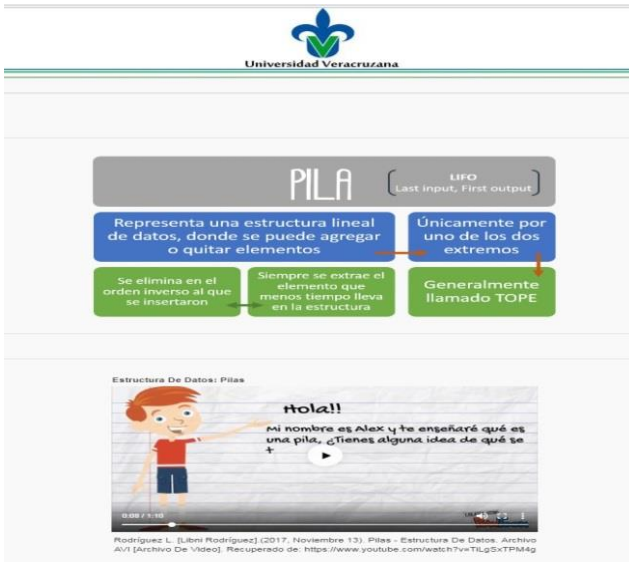 Universidad Veracruzana
PILA
LIFO
Last input, First output
Representa una estructura lineal
de datos, donde se puede agregar
o quitar elementos
Únicamente por
uno de los dos
extremos
Se elimina en el
orden inverso al que
se insertaron
Siempre se extrae el
elemento que
menos tiempo lleva
en la estructura
Generalmente
llamado TOPE
Estructura De Datos: Pilas
Hola!!
Mi nombre es Alex y te enseñaré qué es
una pila, ¿Tienes alguna idea de qué se
t
0:09 / 1:10
Rodríguez L. [Libni Rodríguez].(2017, Noviembre 13). Pilas - Estructura De Datos. Archivo
AVI [Archivo De Video]. Recuperado de: https://www.youtube.com/watch?v=TlLgSxTPM4g